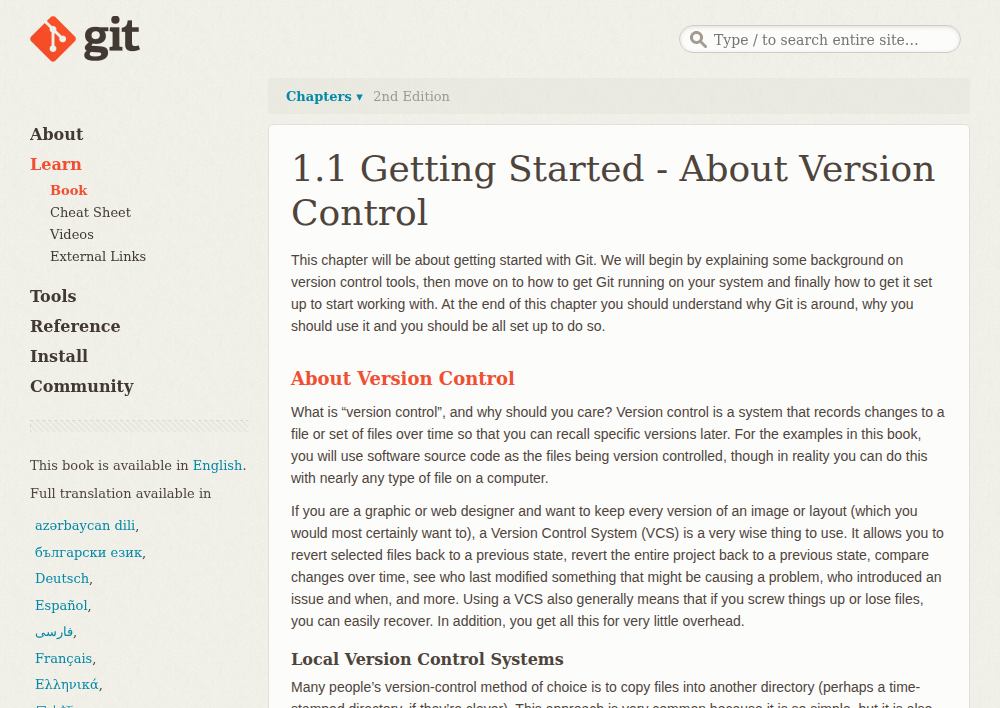 git
Type / to search entire site…
Chapters ▾ 2nd Edition
About
Learn
Book
Cheat Sheet
Videos
External Links
Tools
Reference
Install
Community
This book is available in English.
Full translation available in
azərbaycan dili,
български език,
Deutsch,
Español,
فارسی,
Français,
Ελληνικά,
1.1 Getting Started - About Version
Control
This chapter will be about getting started with Git. We will begin by explaining some background on
version control tools, then move on to how to get Git running on your system and finally how to get it set
up to start working with. At the end of this chapter you should understand why Git is around, why you
should use it and you should be all set up to do so.
About Version Control
What is “version control”, and why should you care? Version control is a system that records changes to a
file or set of files over time so that you can recall specific versions later. For the examples in this book,
you will use software source code as the files being version controlled, though in reality you can do this
with nearly any type of file on a computer.
If you are a graphic or web designer and want to keep every version of an image or layout (which you
would most certainly want to), a Version Control System (VCS) is a very wise thing to use. It allows you to
revert selected files back to a previous state, revert the entire project back to a previous state, compare
changes over time, see who last modified something that might be causing a problem, who introduced an
issue and when, and more. Using a VCS also generally means that if you screw things up or lose files,
you can easily recover. In addition, you get all this for very little overhead.
Local Version Control Systems
Many people’s version-control method of choice is to copy files into another directory (perhaps a time-